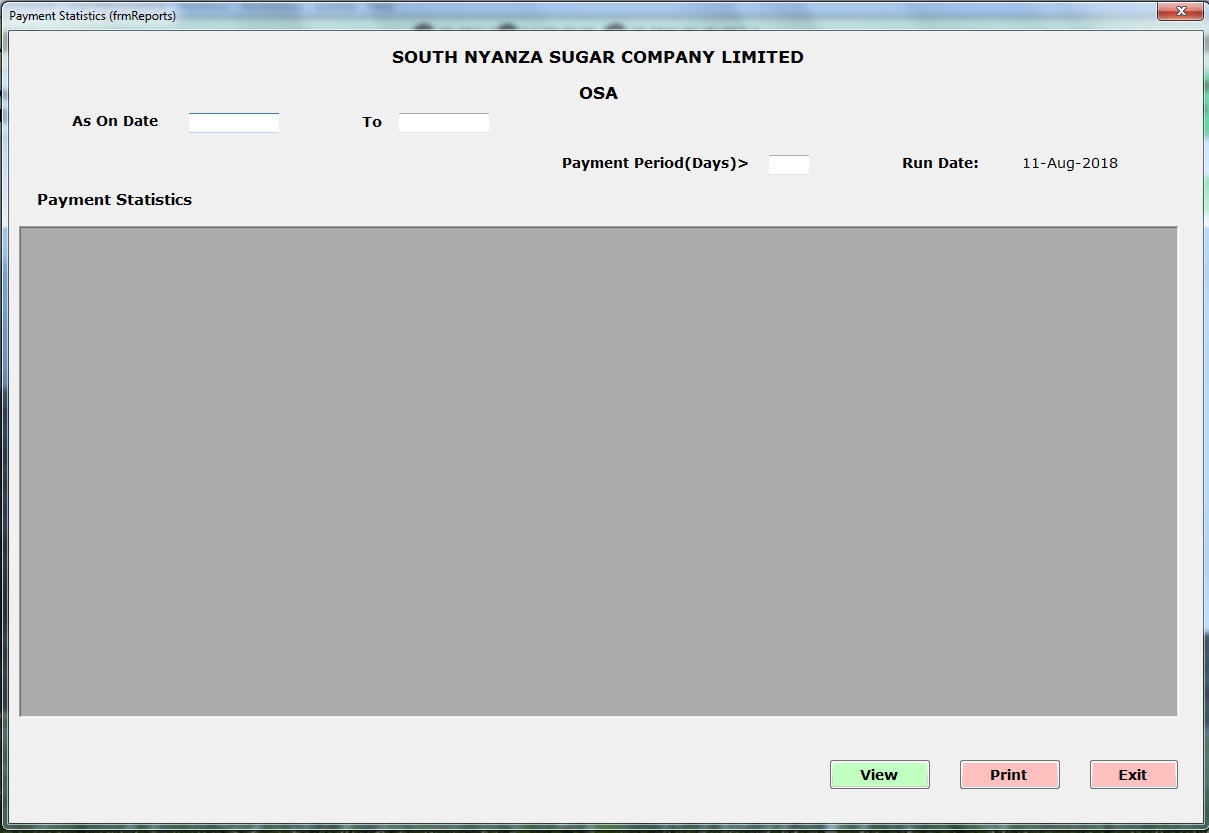 Payment Statistics (frmReports)
SOUTH NYANZA SUGAR COMPANY LIMITED
OSA
As On Date To
Payment Period(Days)> Run Date: 11-Aug-2018
Payment Statistics
View Print Exit